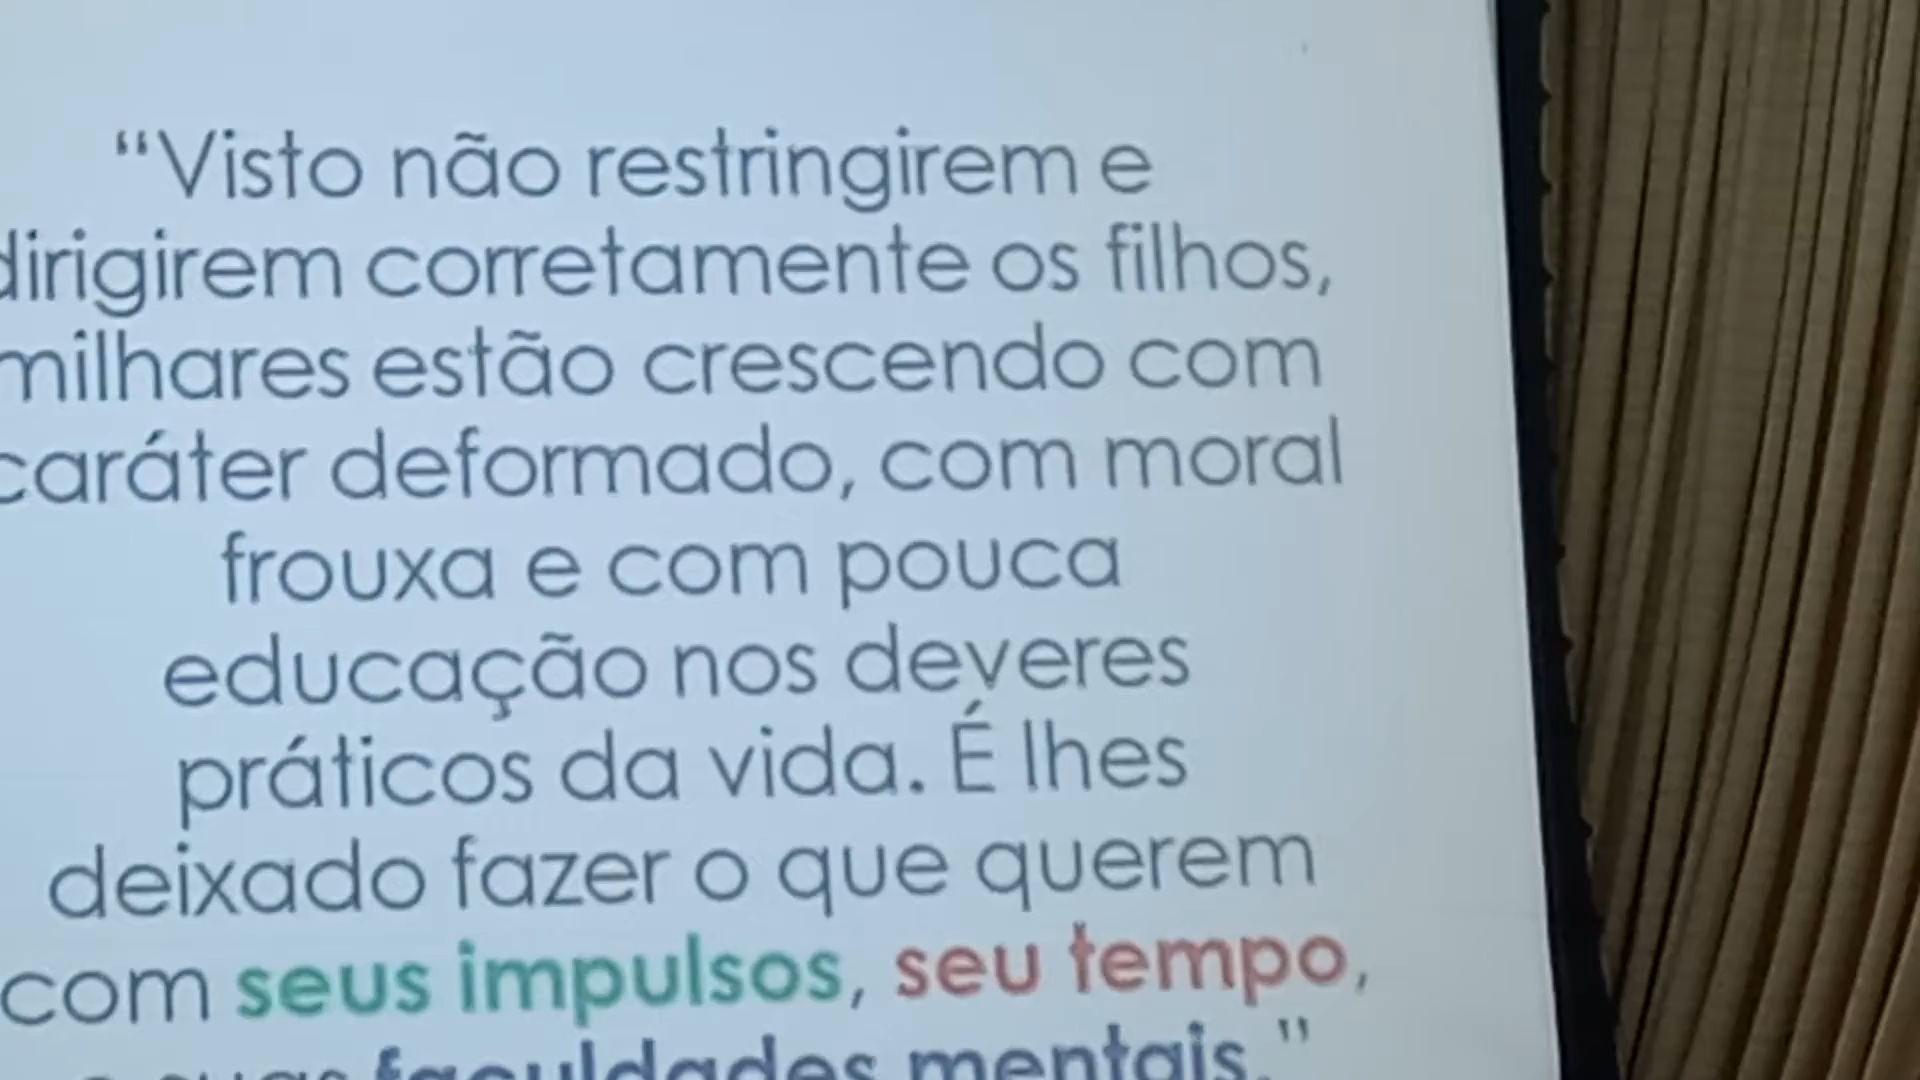 “Visto não restringirem e
dirigirem corretamente os filhos,
milhares estão crescendo com
caráter deformado, com moral
frouxa e com pouca
educação nos deveres
práticos da vida. É lhes
deixado fazer o que querem
com seus impulsos, seu tempo,
e suas faculdades mentais."